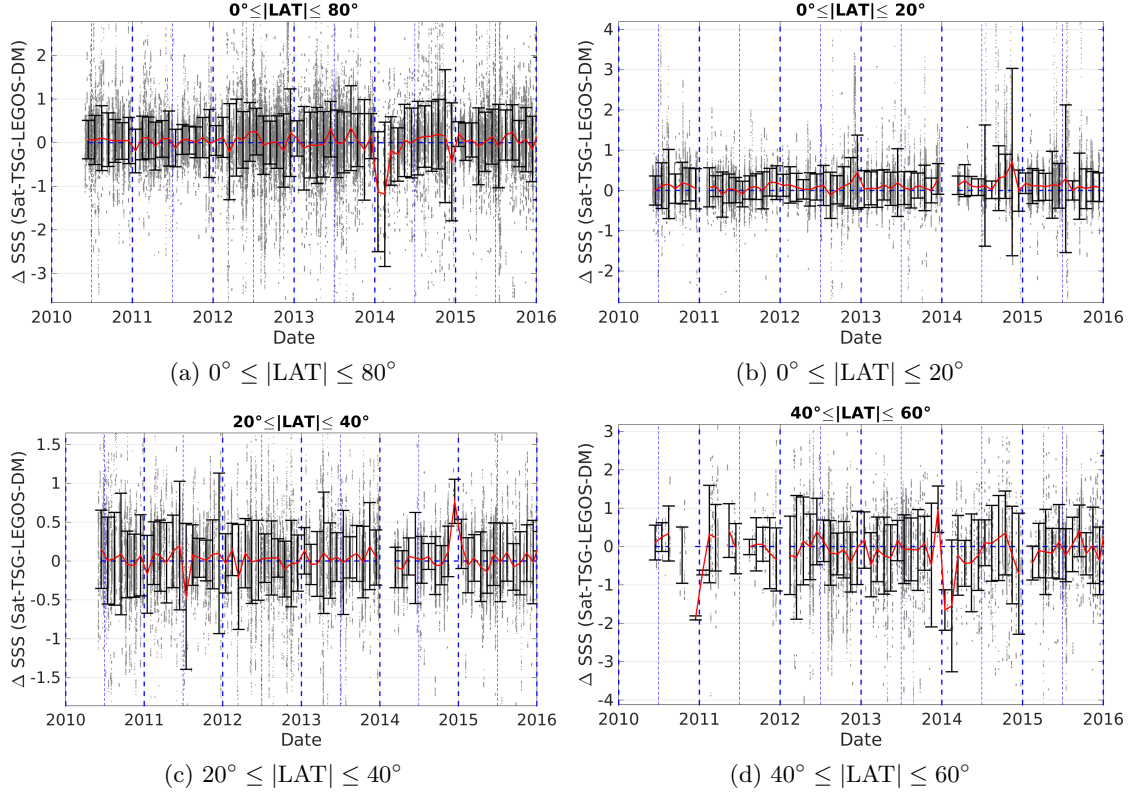 0°≤|LAT|≤ 80°
Δ SSS (Sat-TSG-LEGOS-DM)
2
1
0
-1
-2
-3
2010 2011 2012 2013 2014 2015 2016
Date
(a) 0° ≤ |LAT| ≤ 80°
0°≤|LAT|≤ 20°
Δ SSS (Sat-TSG-LEGOS-DM)
4
3
2
1
0
-1
-2
2010 2011 2012 2013 2014 2015 2016
Date
(b) 0° ≤ |LAT| ≤ 20°
20°≤|LAT|≤ 40°
Δ SSS (Sat-TSG-LEGOS-DM)
1.5
1
0.5
0
-0.5
-1
-1.5
2010 2011 2012 2013 2014 2015 2016
Date
(c) 20° ≤ |LAT| ≤ 40°
40°≤|LAT|≤ 60°
Δ SSS (Sat-TSG-LEGOS-DM)
3
2
1
0
-1
-2
-3
-4
2010 2011 2012 2013 2014 2015 2016
Date
(d) 40° ≤ |LAT| ≤ 60°